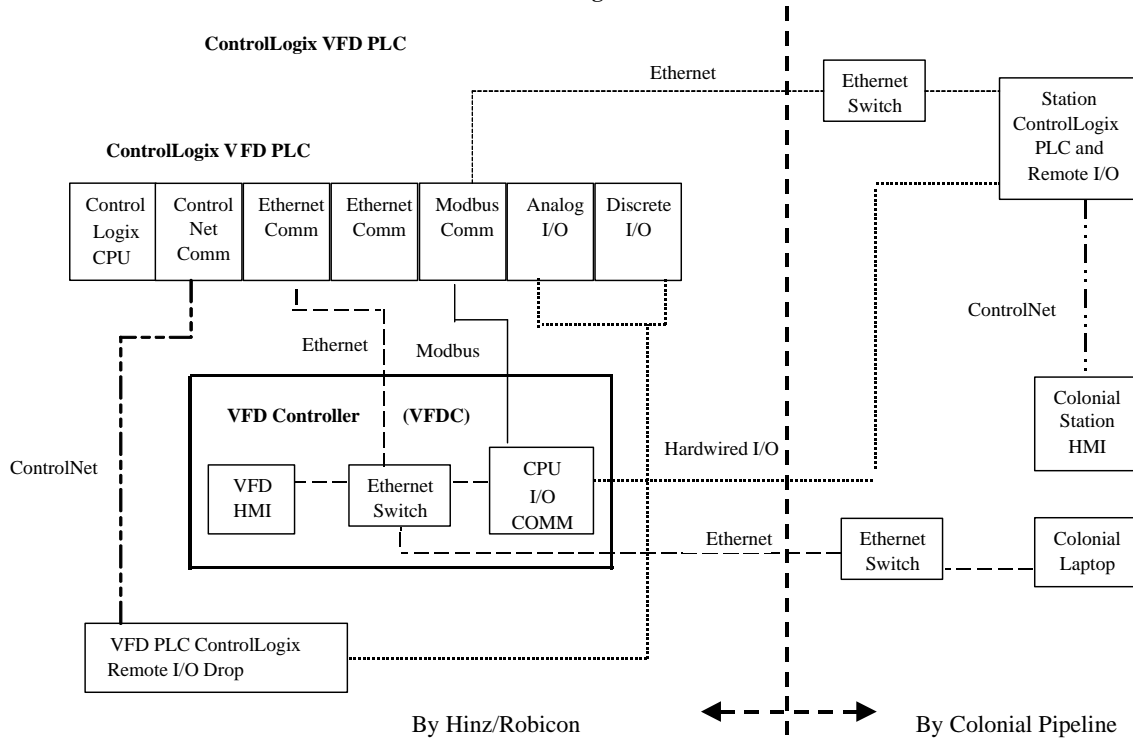 ControlLogix VFD PLC
Ethernet
Ethernet
Switch
Station
ControlLogix
PLC and
Remote I/O
ControlLogix VFD PLC
Control
Logix
CPU
Control
Net
Comm
Ethernet
Comm
Ethernet
Comm
Modbus
Comm
Analog
I/O
Discrete
I/O
ControlNet
Ethernet
Modbus
VFD Controller (VFDC)
Colonial
Station
HMI
ControlNet
VFD
HMI
Ethernet
Switch
CPU
I/O
COMM
Hardwired I/O
Ethernet
Ethernet
Switch
Colonial
Laptop
VFD PLC ControlLogix
Remote I/O Drop
By Hinz/Robicon
By Colonial Pipeline